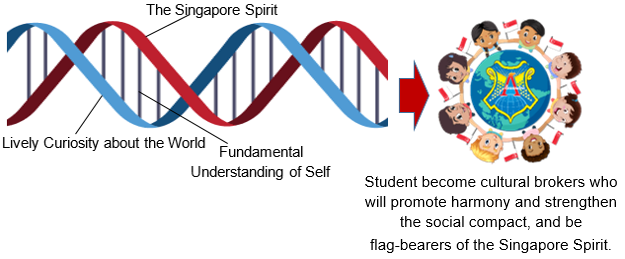 The Singapore Spirit
Lively Curiosity about the World
Fundamental
Understanding of Self
A
Student become cultural brokers who
will promote harmony and strengthen
the social compact, and be
flag-bearers of the Singapore Spirit.